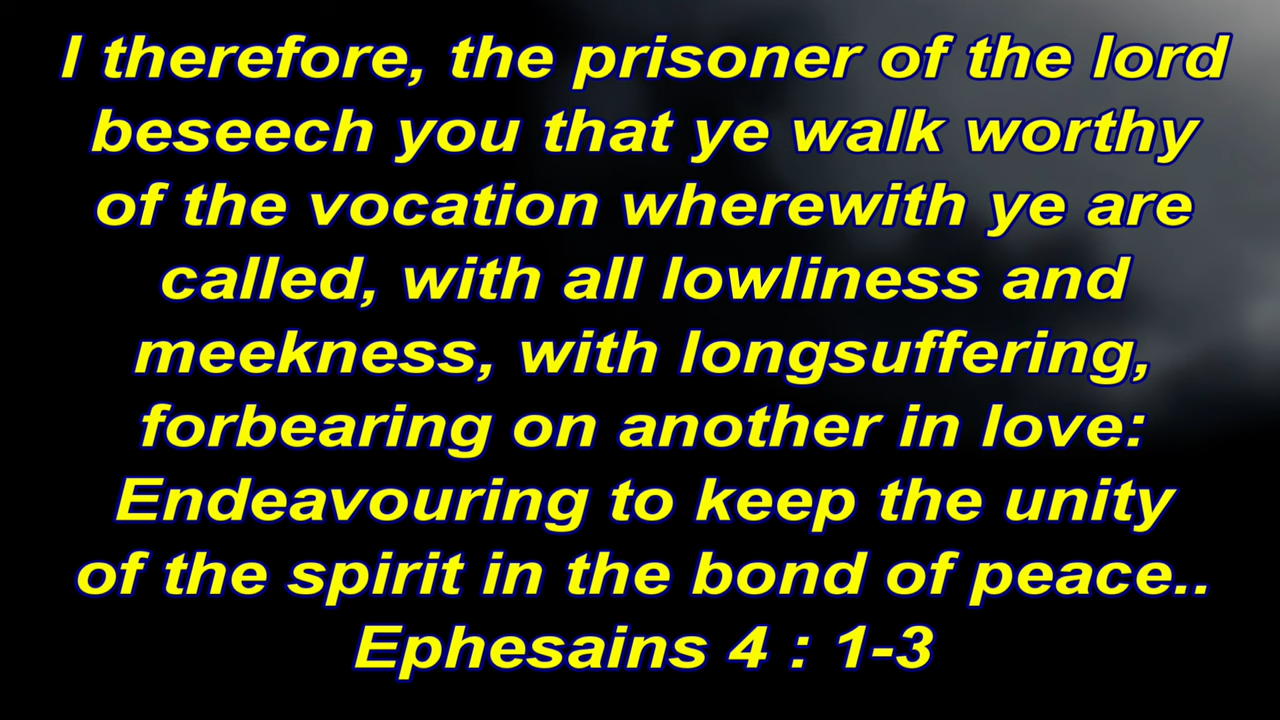 I therefore, the prisoner of the lord
beseech you that ye walk worthy
of the vocation wherewith ye are
called, with all lowliness and
meekness, with longsuffering,
forbearing on another in love:
Endeavouring to keep the unity
of the spirit in the bond of peace..
Ephesains 4 : 1-3